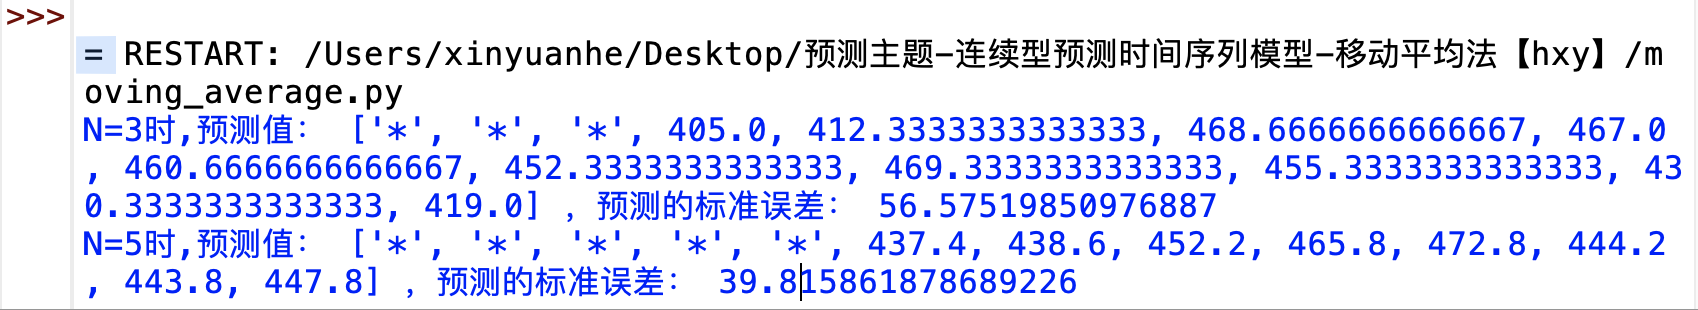 >>>
= RESTART: /Users/xinyuanhe/Desktop/预测主题-连续型预测时间序列模型-移动平均法【hxy】/m
oving_average.py
N=3时,预测值： ['*', '*', '*', 405.0, 412.3333333333333, 468.6666666666667, 467.0
, 460.6666666666667, 452.3333333333333, 469.3333333333333, 455.3333333333333, 43
0.3333333333333, 419.0] ，预测的标准误差： 56.57519850976887
N=5时,预测值： ['*', '*', '*', '*', '*', 437.4, 438.6, 452.2, 465.8, 472.8, 444.2
, 443.8, 447.8] ，预测的标准误差： 39.815861878689226